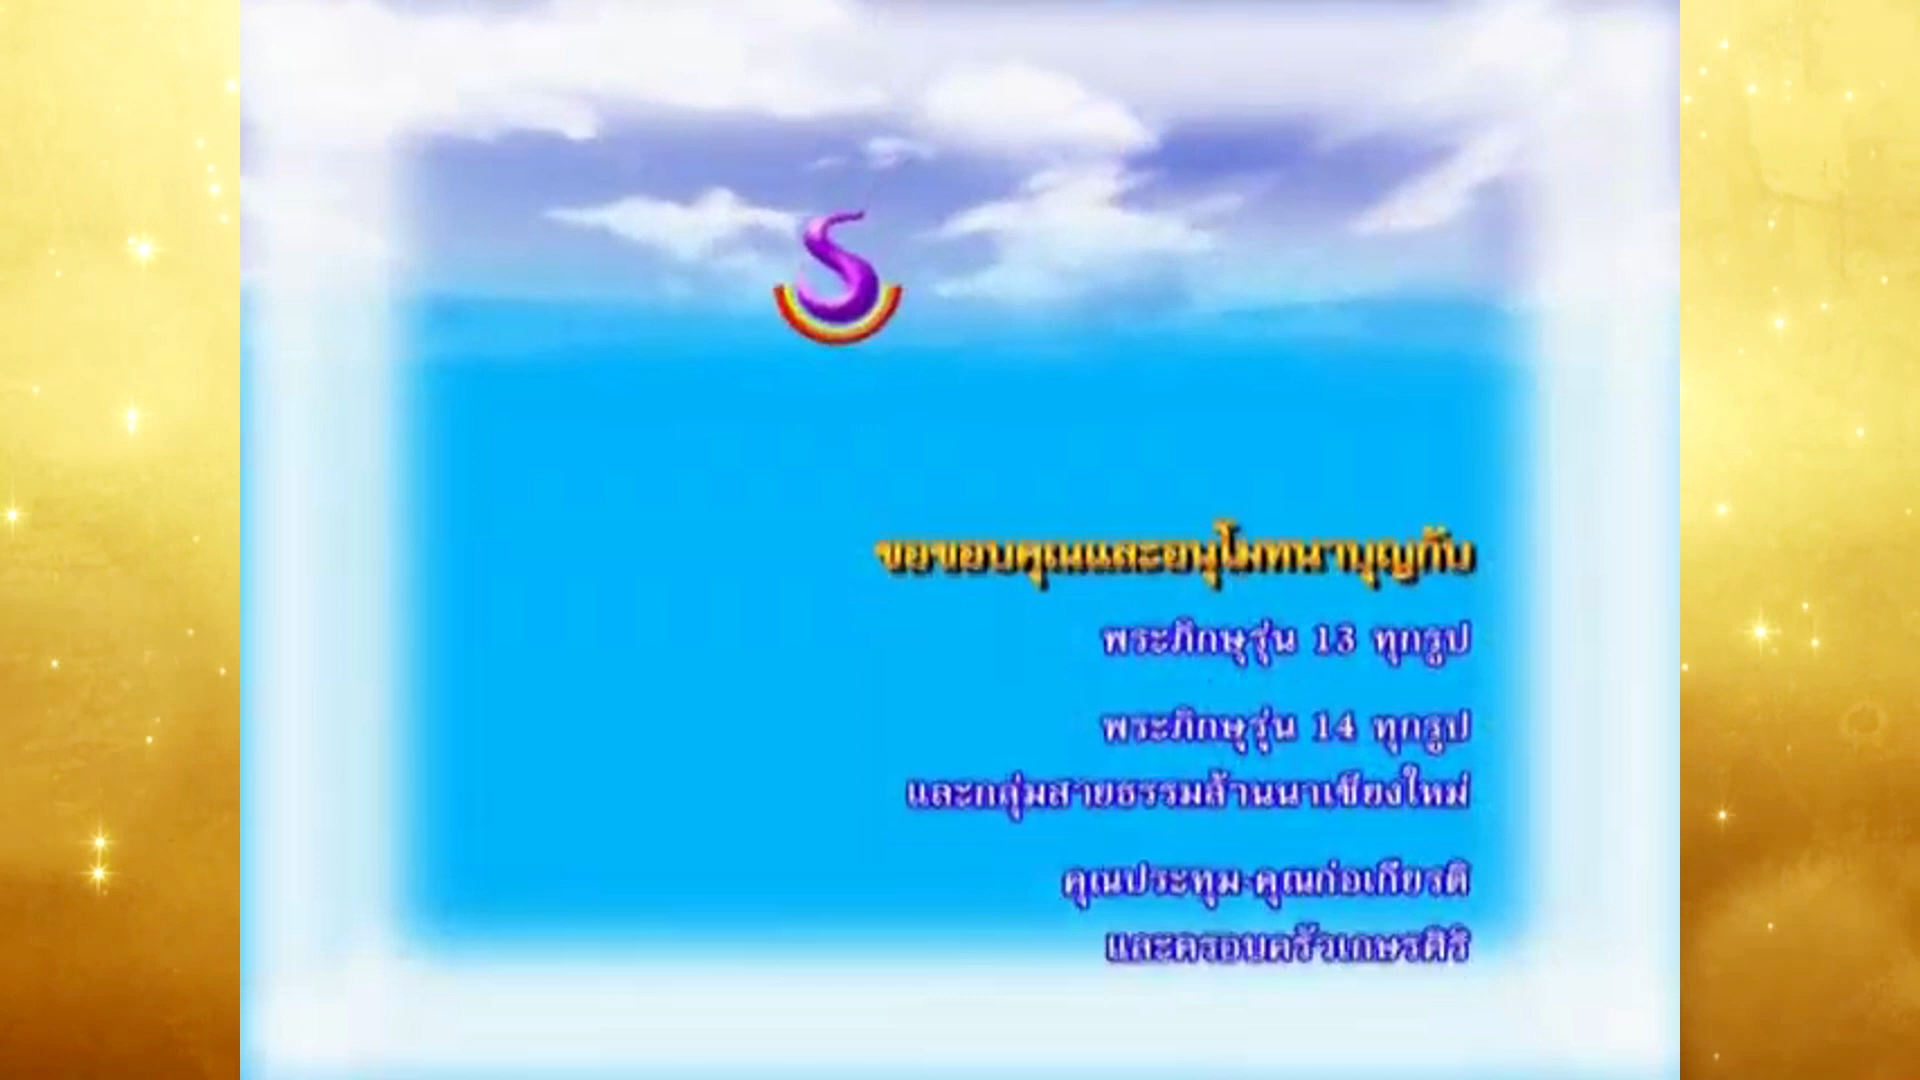 ขอขอบคุณและอนุโมทนาบุญกับ
พระภิกษุรุ่น 13 ทุกรูป
พระภิกษุรุ่น 14 ทุกรูป
และกลุ่มสายธรรมล้านนาเชียงใหม่
คุณประทุม-คุณก่อเกียรติ
และครอบครัวเกษรศิริ